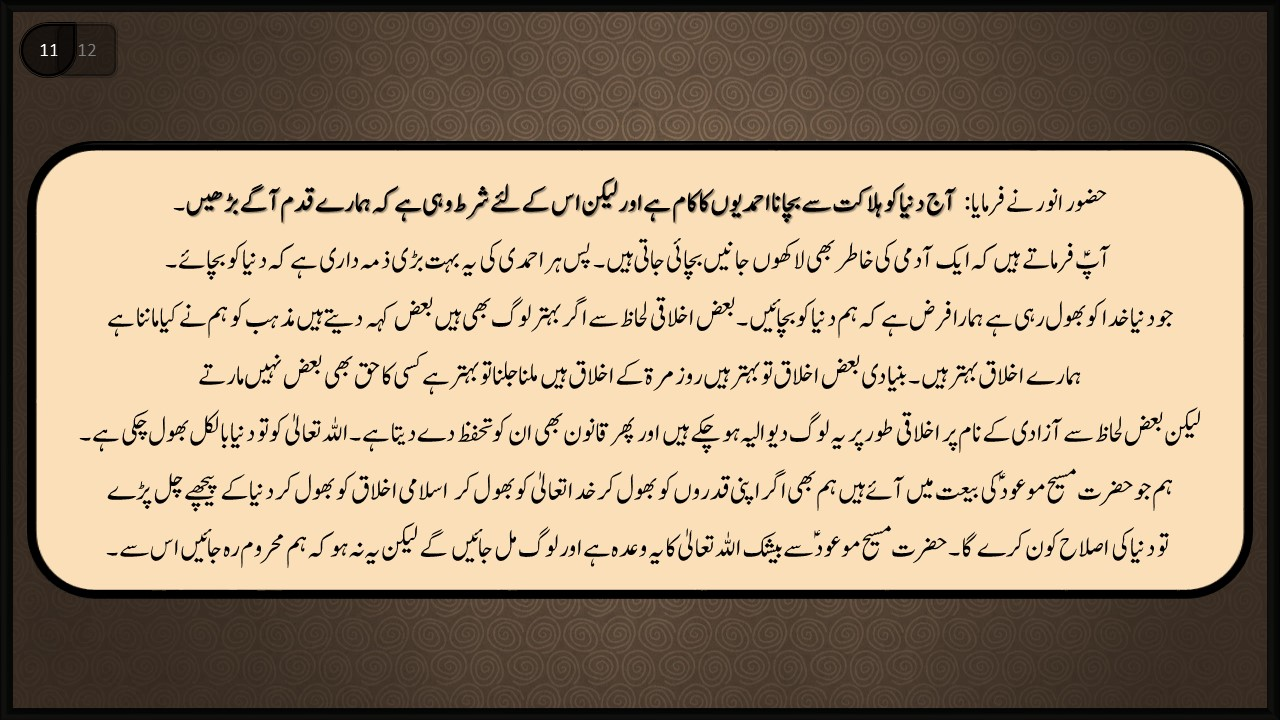 11 12
حضور انور نے فرمایا: آج دنیا کو ہلاکت سے بچانا احمدیوں کا کام ہے اور لیکن اس کے لئے شرط وہی ہے کہ ہمارے قدم آگے بڑھیں۔
آپؑ فرماتے ہیں کہ ایک آدمی کی خاطر بھی لاکھوں جانیں بچائی جاتی ہیں۔ پس ہر احمدی کی یہ بہت بڑی ذمہ داری ہے کہ دنیا کو بچائے۔
جو دنیا خدا کو بھول رہی ہے ہمارا فرض ہے کہ ہم دنیا کو بچائیں۔ بعض اخلاقی لحاظ سے اگر بہتر لوگ بھی ہیں بعض کہہ دیتے ہیں مذہب کو ہم نے کیا ماننا ہے
ہمارے اخلاق بہتر ہیں۔ بنیادی بعض اخلاق تو بہتر ہیں روز مرۃ کے اخلاق ہیں ملنا جلنا تو بہتر ہے کسی کا حق بھی بعض نہیں مارتے
لیکن بعض لحاظ سے آزادی کے نام پر اخلاقی طور پر یہ لوگ دیوالیہ ہو چکے ہیں اور پھر قانون بھی ان کو تحفظ دے دیتا ہے۔ اللہ تعالیٰ کو تو دنیا بالکل بھول چکی ہے۔
ہم جو حضرت مسیح موعودؑ کی بیعت میں آئے ہیں ہم بھی اگر اپنی قدروں کو بھول کر خدا تعالیٰ کو بھول کر اسلامی اخلاق کو بھول کر دنیا کے پیچھے چل پڑے
تو دنیا کی اصلاح کون کرے گا۔ حضرت مسیح موعودؑ سے بیشک اللہ تعالیٰ کا یہ وعدہ ہے اور لوگ مل جائیں گے لیکن یہ نہ ہو کہ ہم محروم رہ جائیں اس سے۔